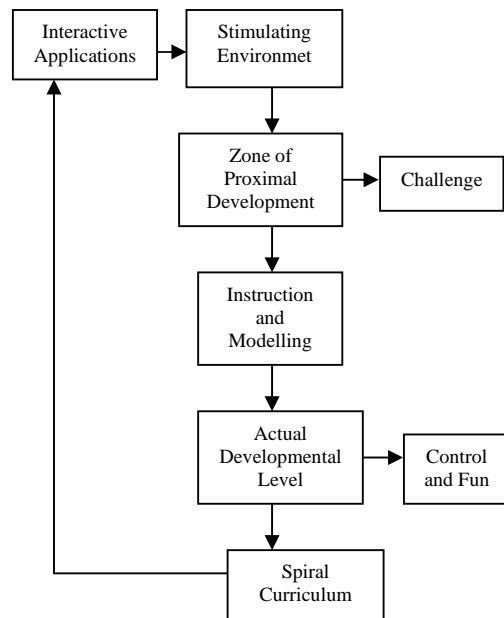 Interactive
Applications
Stimulating
Environmet
Zone of
Proximal
Development
Challenge
Instruction
and
Modelling
Actual
Developmental
Level
Control
and Fun
Spiral
Curriculum